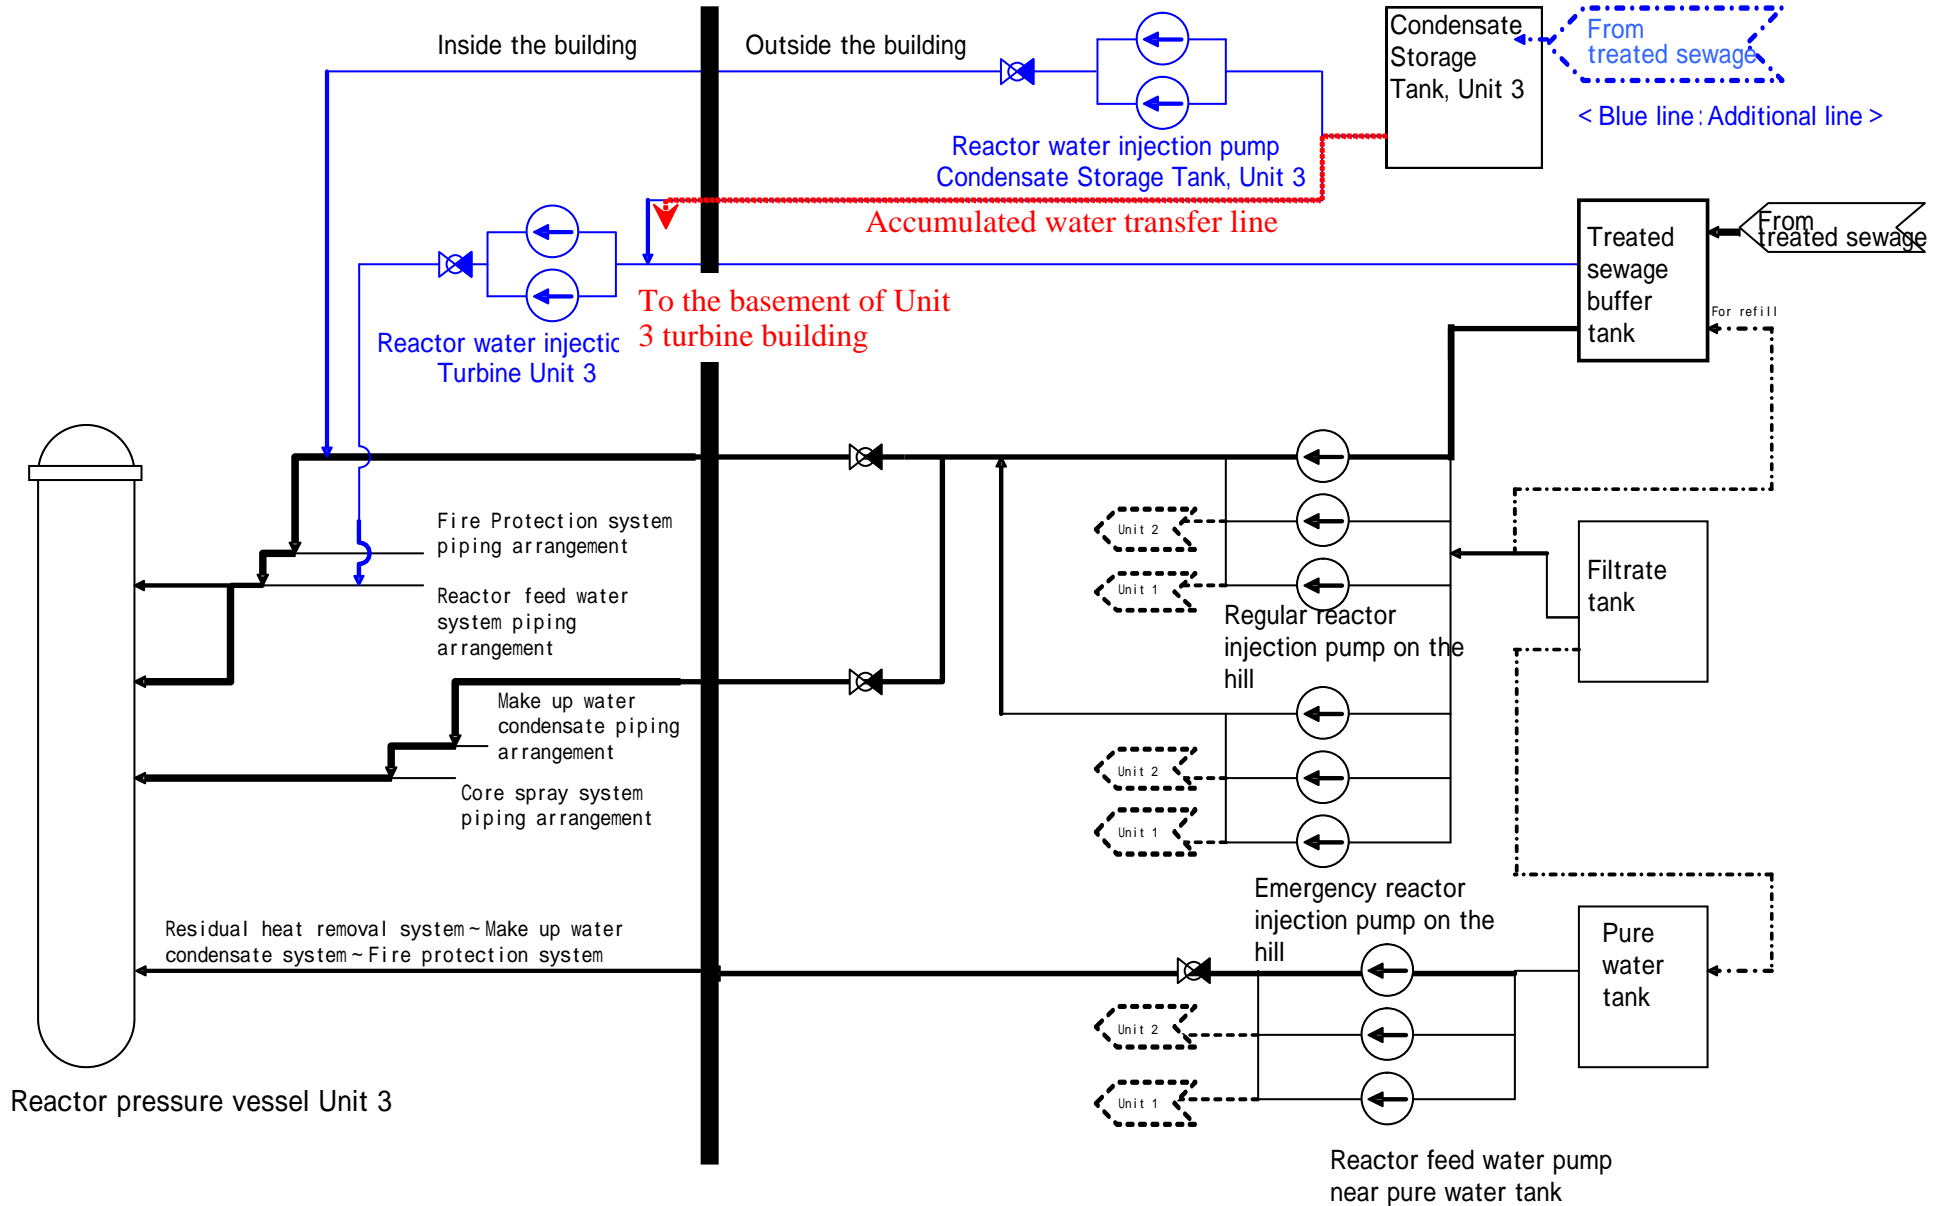 Inside the building
Outside the building
Condensate
Storage
Tank, Unit 3
From
treated sewage
< Blue line : Additional line >
Reactor water injection pump
Condensate Storage Tank, Unit 3
Accumulated water transfer line
Treated
sewage
buffer
tank
From
treated sewage
For refill
To the basement of Unit
3 turbine building
Reactor water injectic
Turbine Unit 3
Fire Protection system
piping arrangement
Reactor feed water
system piping
arrangement
Unit 2
Unit 1
Regular reactor
injection pump on the
hill
Filtrate
tank
Make up water
condensate piping
arrangement
Core spray system
piping arrangement
Unit 2
Unit 1
Emergency reactor
injection pump on the
hill
Residual heat removal system ~ Make up water
condensate system ~ Fire protection system
Pure
water
tank
Unit 2
Unit 1
Reactor pressure vessel Unit 3
Reactor feed water pump
near pure water tank